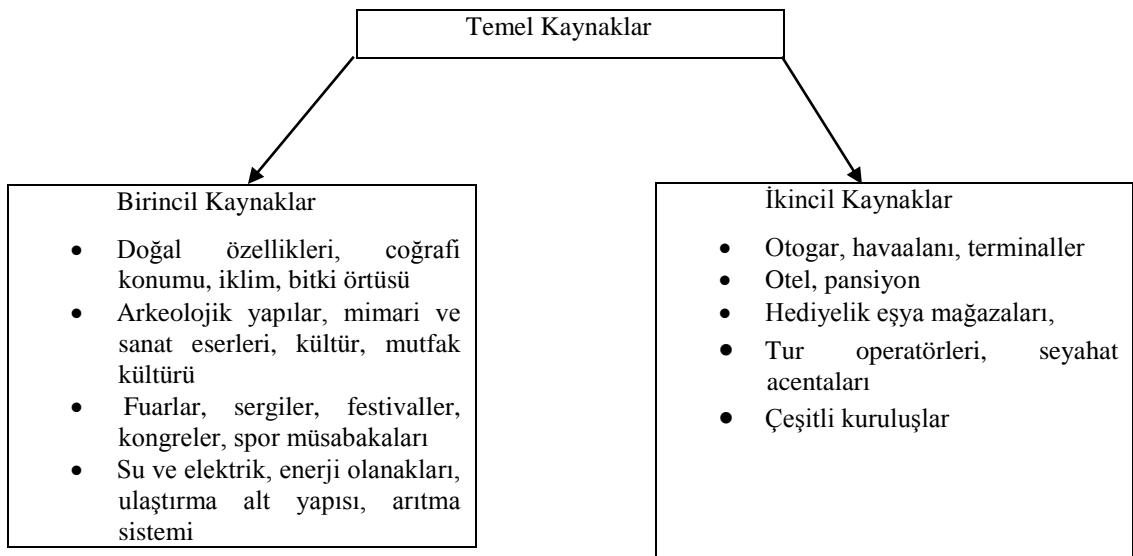 Temel Kaynaklar
Birincil Kaynaklar
• Doğal özellikleri, coğrafi
konumu, iklim, bitki örtüsü
• Arkeolojik yapılar, mimari ve
sanat eserleri, kültür, mutfak
kültürü
• Fuarlar, sergiler, festivaller,
kongreler, spor müsabakaları
• Su ve elektrik, enerji olanakları,
ulaştırma alt yapısı, arıtma
sistemi
İkincil Kaynaklar
• Otogar, havaalanı, terminaller
• Otel, pansiyon
• Hediyelik eşya mağazaları,
• Tur operatörleri, seyahat
acentaları
• Çeşitli kuruluşlar